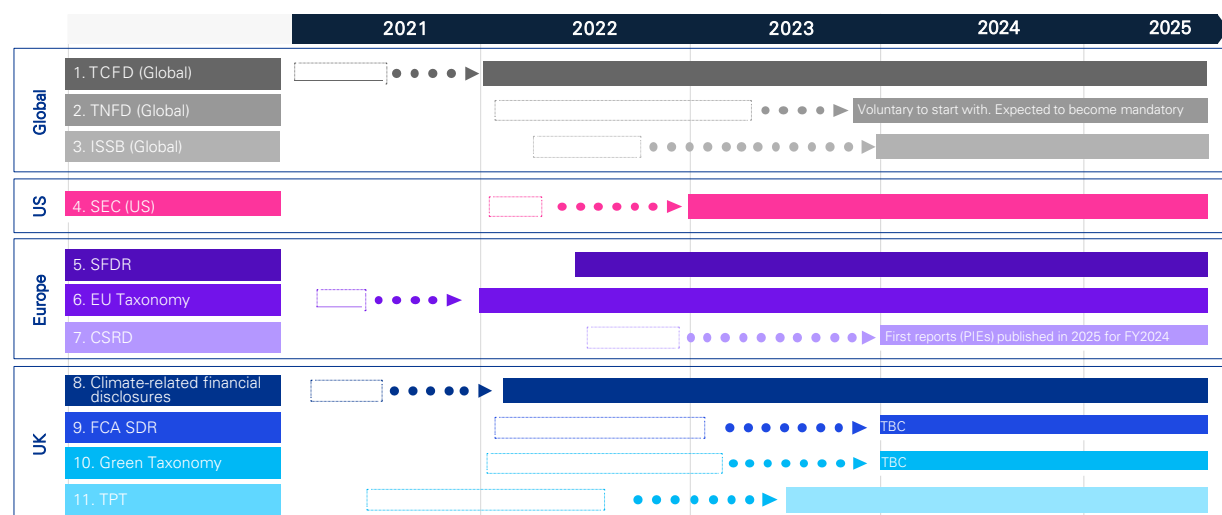 2021 2022 2023 2024 2025
Global
1. TCFD (Global)
2. TNFD (Global) Voluntary to start with. Expected to become mandatory
3. ISSB (Global)
US
4. SEC (US)
Europe
5. SFDR
6. EU Taxonomy
7. CSRD First reports (PIEs) published in 2025 for FY2024
UK
8. Climate-related financial
disclosures
9. FCA SDR TBC
10. Green Taxonomy TBC
11. TPT